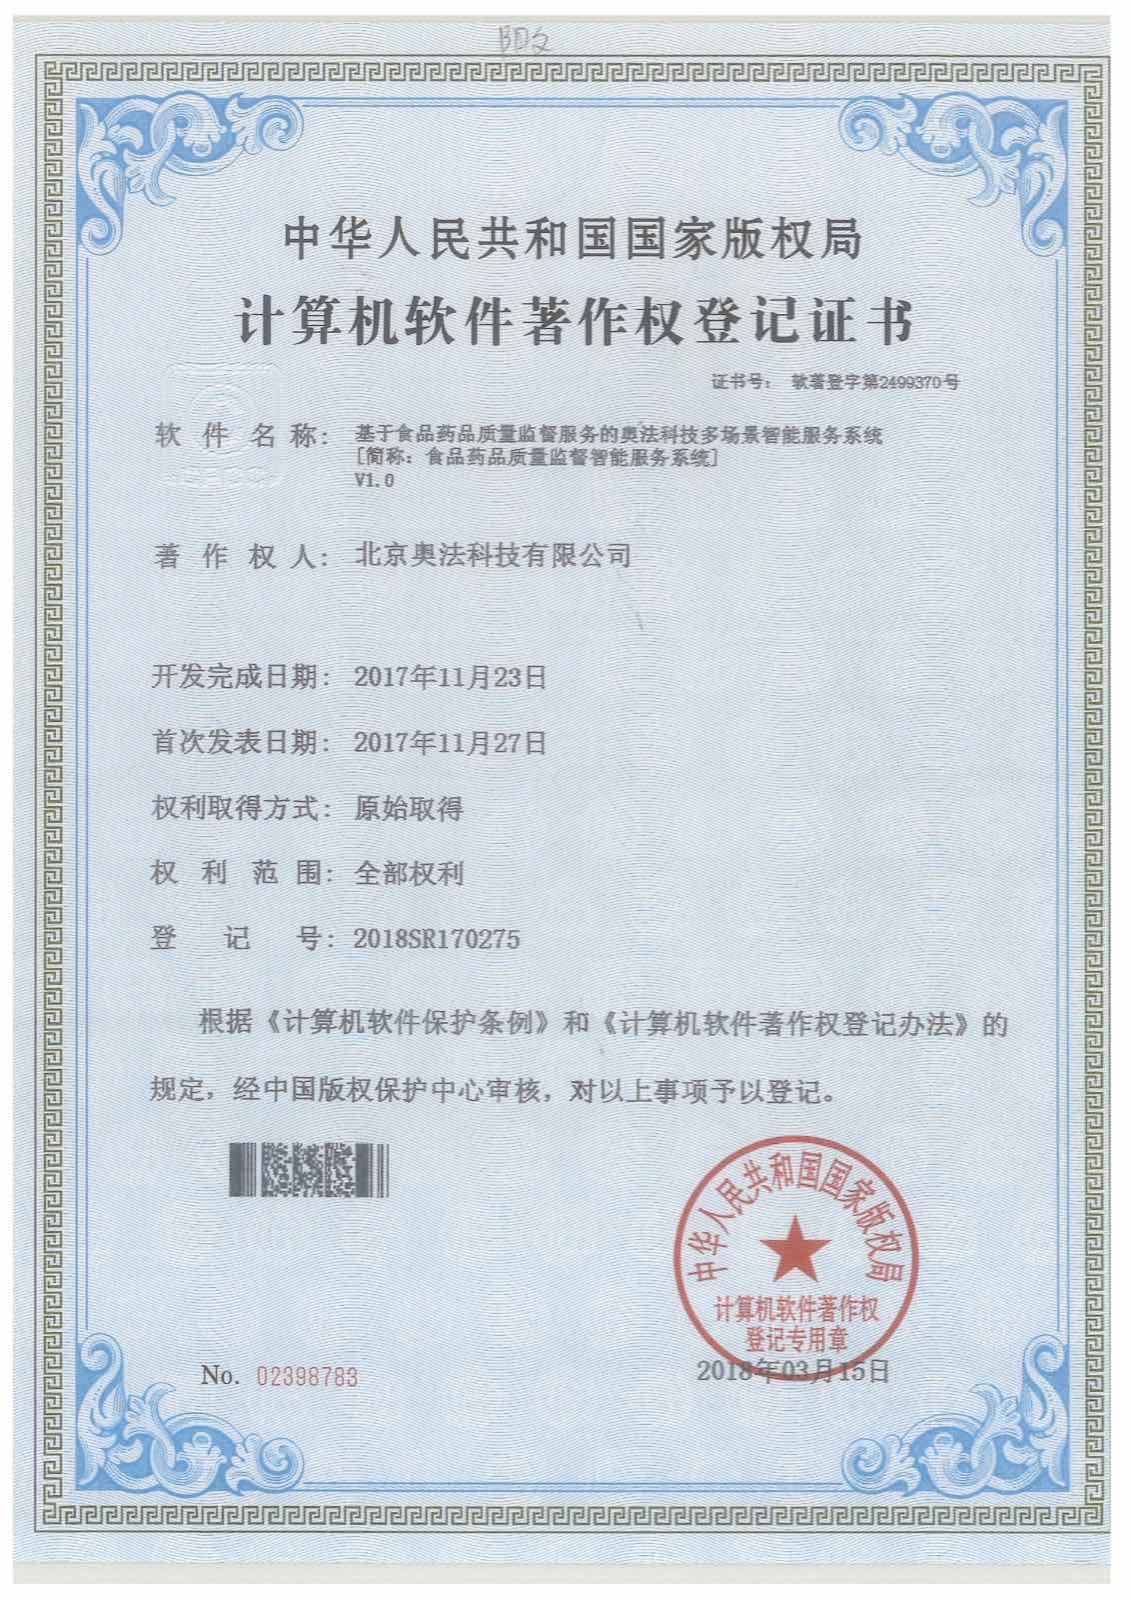 中华人民共和国国家版权局
计算机软件著作权登记证书
证书号： 软著登字第2499370号
软件名称： 基于食品药品质量监督服务的奥法科技多场景智能服务系统
[简称：食品药品质量监督智能服务系统]
V1.0
著作权人： 北京奥法科技有限公司
开发完成日期： 2017年11月23日
首次发表日期： 2017年11月27日
权利取得方式： 原始取得
权利范围： 全部权利
登记号： 2018SR170275
根据《计算机软件保护条例》和《计算机软件著作权登记办法》的
规定，经中国版权保护中心审核，对以上事项予以登记。
中华人民共和国国家版权局
计算机软件著作权
登记专用章
No. 02398783
2018年03月15日